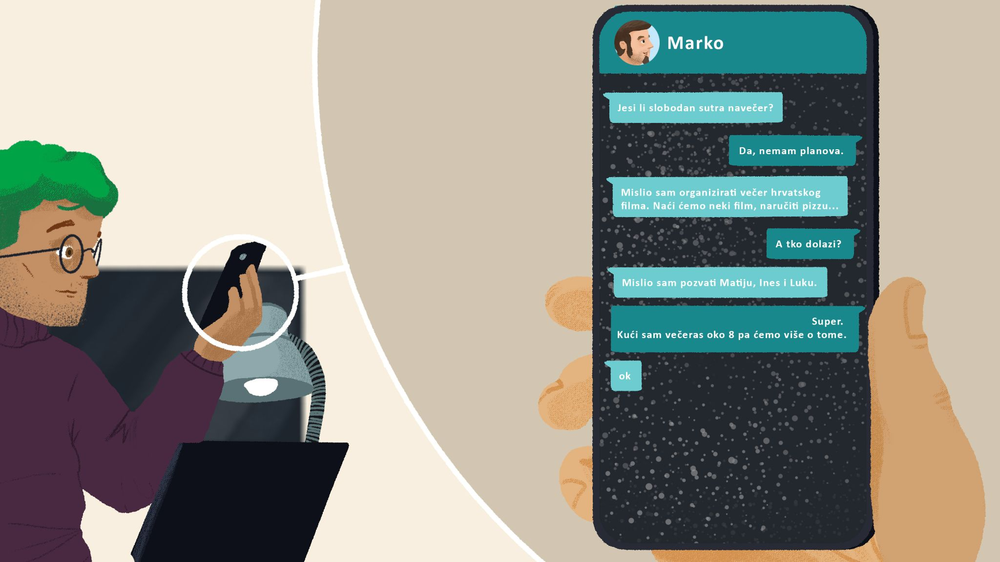 Marko
Jesi li slobodan sutra navečer?
Da, nemam planova.
Mislio sam organizirati večer hrvatskog
filma. Naći ćemo neki film, naručiti pizzu...
A tko dolazi?
Mislio sam pozvati Matiju, Ines i Luku.
Super.
Kući sam večeras oko 8 pa ćemo više o tome.
ok